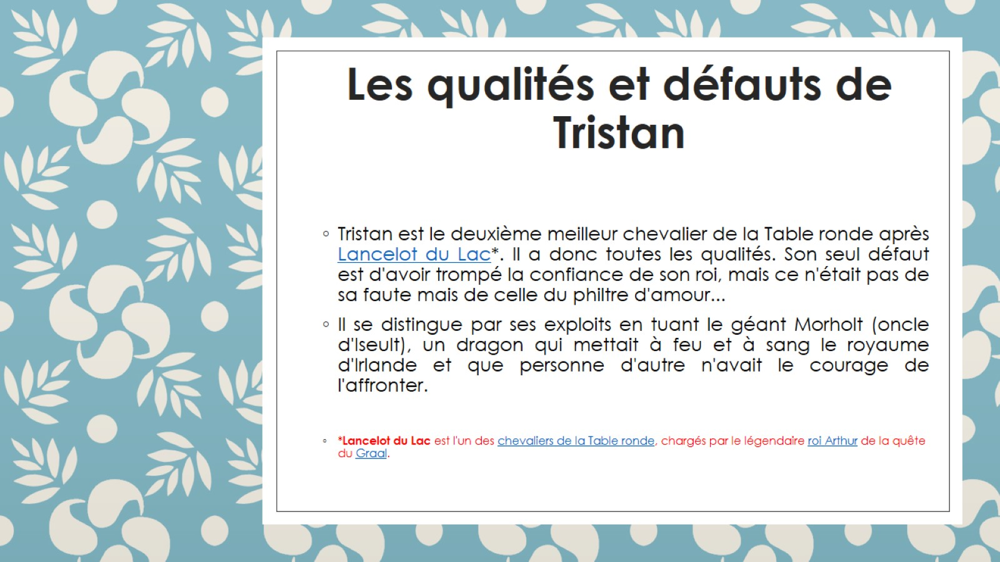 Les qualités et défauts de
Tristan
◦ Tristan est le deuxième meilleur chevalier de la Table ronde après
Lancelot du Lac*. Il a donc toutes les qualités. Son seul défaut
est d'avoir trompé la confiance de son roi, mais ce n'était pas de
sa faute mais de celle du philtre d'amour...
◦ Il se distingue par ses exploits en tuant le géant Morholt (oncle
d'Iseult), un dragon qui mettait à feu et à sang le royaume
d'Irlande et que personne d'autre n'avait le courage de
l'affronter.
◦ *Lancelot du Lac est l'un des chevaliers de la Table ronde, chargés par le légendaire roi Arthur de la quête
du Graal.